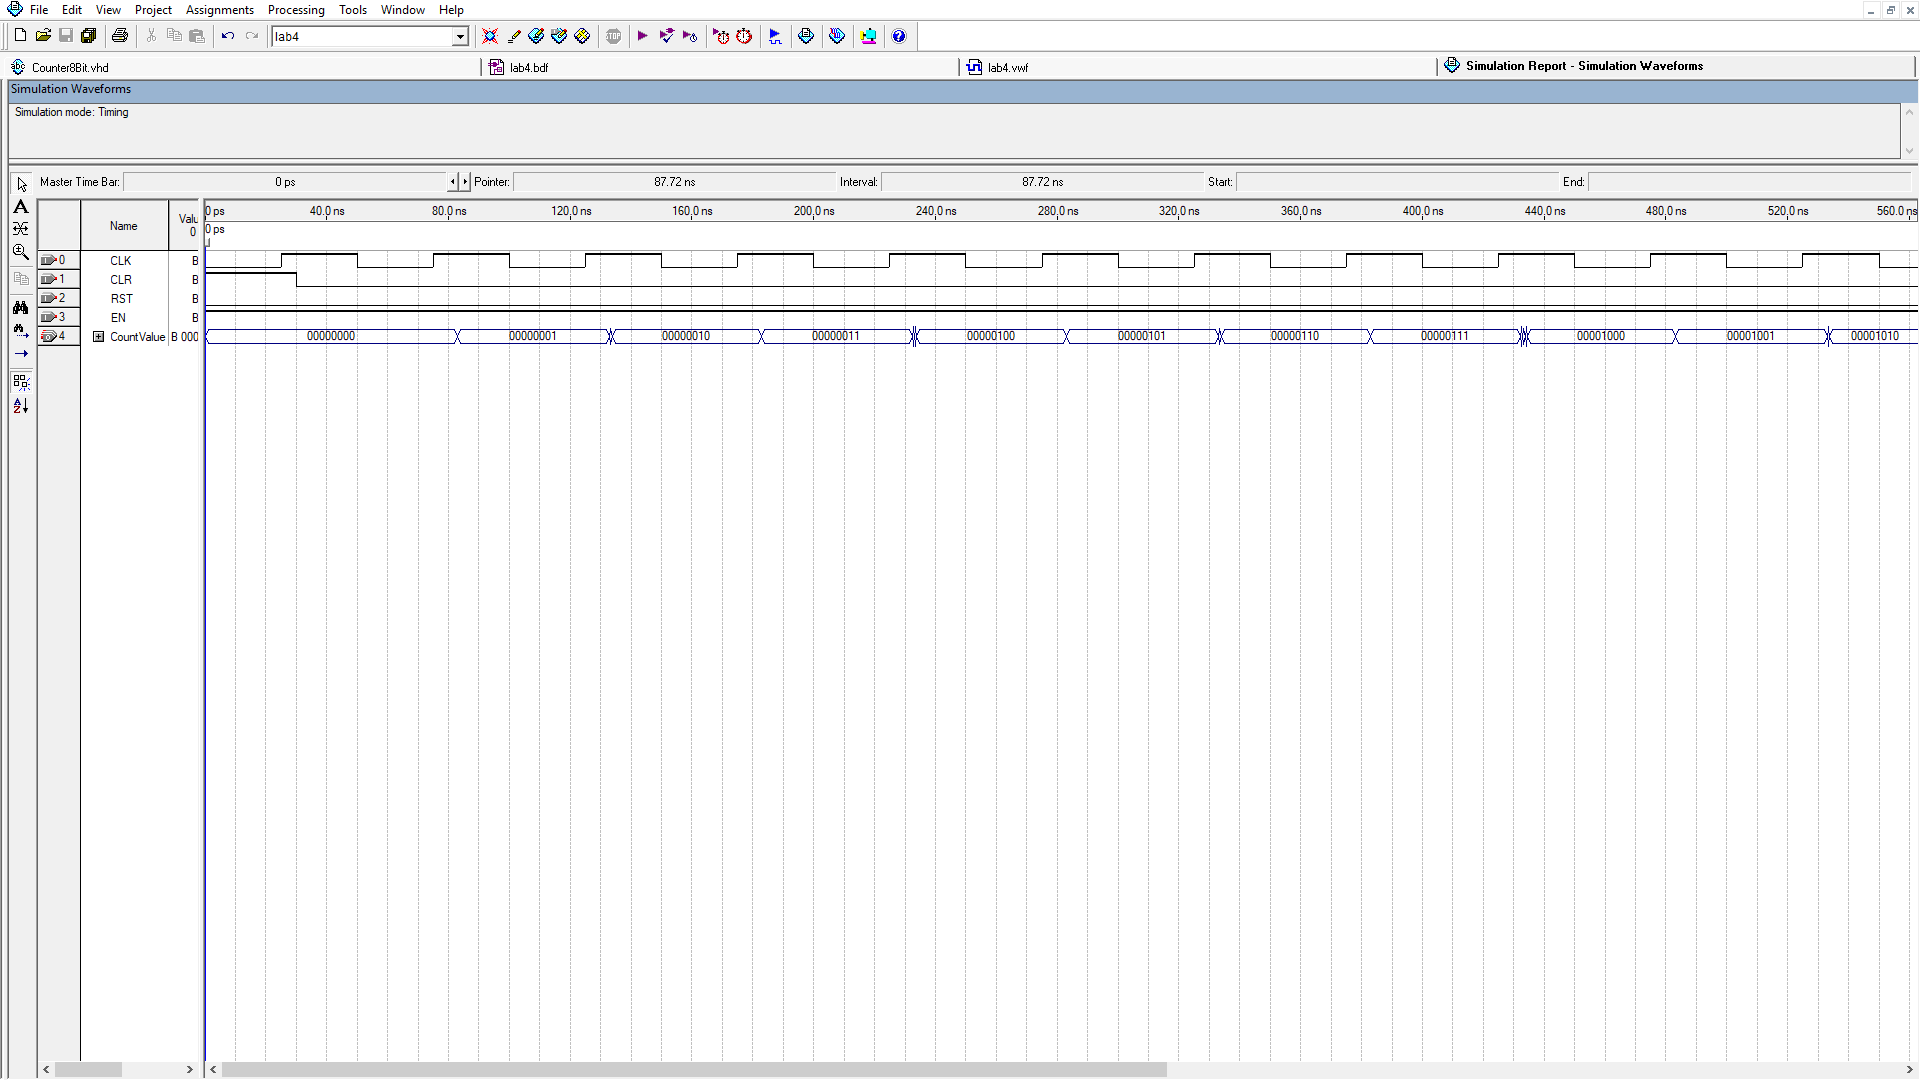 File Edit View Project Assignments Processing Tools Window Help
lab4
STOP
abc Counter8Bit.vhd lab4.bdf lab4.vwf Simulation Report - Simulation Waveforms
Simulation Waveforms
Simulation mode: Timing
Master Time Bar: 0 ps Pointer: 87.72 ns Interval: 87.72 ns Start: End:
Name Valu 0
0 ps 40.0 ns 80.0 ns 120.0 ns 160.0 ns 200.0 ns 240.0 ns 280.0 ns 320.0 ns 360.0 ns 400.0 ns 440.0 ns 480.0 ns 520.0 ns 560.0 ns
0 ps
0 CLK B
1 CLR B
2 RST B
3 EN B
4 CountValue B 000 00000000 00000001 00000010 00000011 00000100 00000101 00000110 00000111 00001000 00001001 00001010